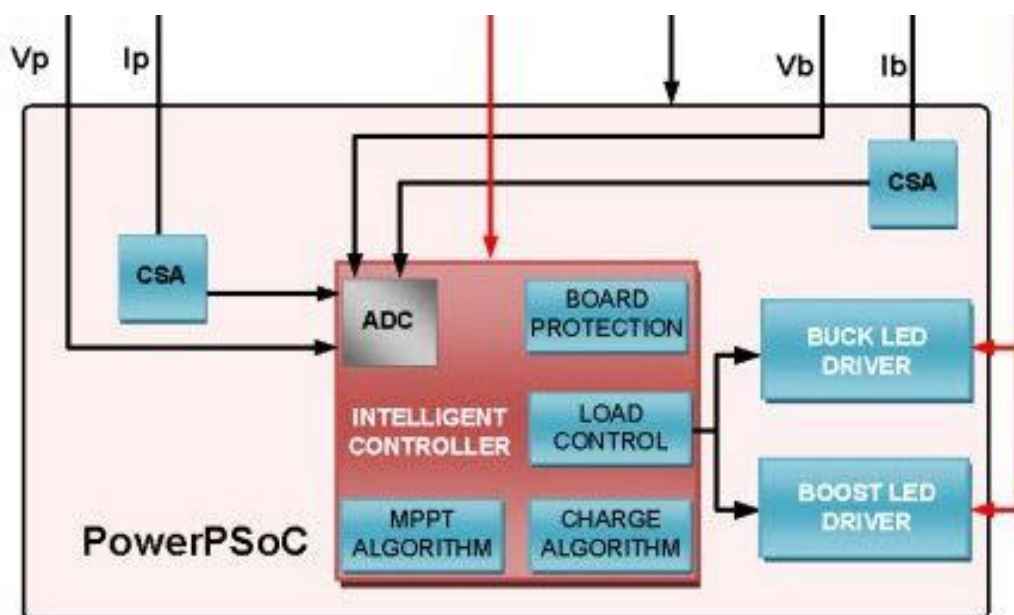 Vp
Ip
Vb
Ib
CSA
CSA
ADC
BOARD
PROTECTION
BUCK LED
DRIVER
INTELLIGENT
CONTROLLER
LOAD
CONTROL
BOOST LED
DRIVER
MPPT
ALGORITHM
CHARGE
ALGORITHM
PowerPSoC